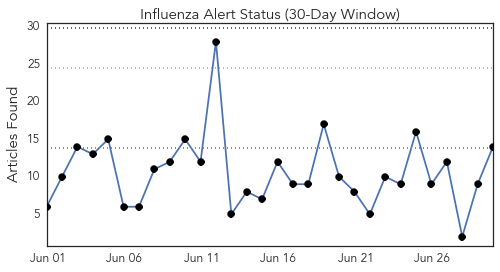 Influenza Alert Status (30-Day Window)
Articles Found
30
25
20
15
10
5
Jun 01
Jun 06
Jun 11
Jun 16
Jun 21
Jun 26